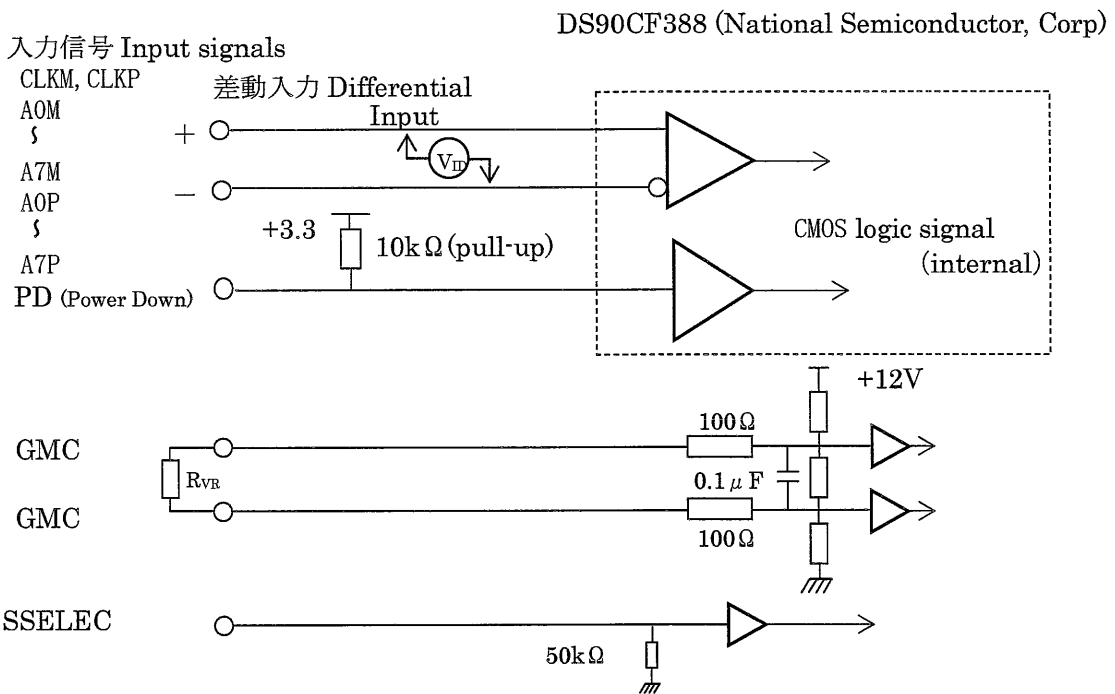 DS90CF388 (National Semiconductor, Corp)
入力信号 Input signals
CLKM, CLKP
差動入力 Differential
Input
A0M
∫
+
A7M
−
V_ID
A0P
∫
+3.3
10kΩ(pull-up)
CMOS logic signal
(internal)
A7P
PD (Power Down)
+12V
100Ω
GMC
R_VR
0.1μF
GMC
100Ω
SSELEC
50kΩ